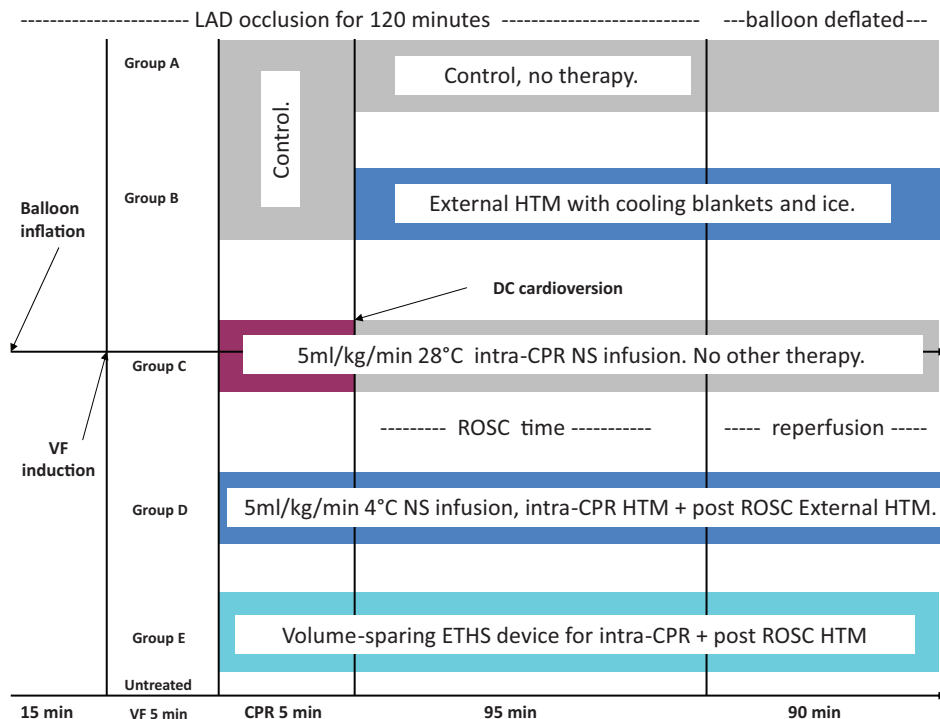 --------------- LAD occlusion for 120 minutes -------------------
---balloon deflated---
Group A
Control.
Control, no therapy.
Group B
External HTM with cooling blankets and ice.
Balloon
inflation
DC cardioversion
5ml/kg/min 28°C intra-CPR NS infusion. No other therapy.
Group C
VF
induction
--------- ROSC time -----------
----- reperfusion -----
Group D
5ml/kg/min 4°C NS infusion, intra-CPR HTM + post ROSC External HTM.
Group E
Volume-sparing ETHS device for intra-CPR + post ROSC HTM
Untreated
15 min VF 5 min CPR 5 min 95 min 90 min